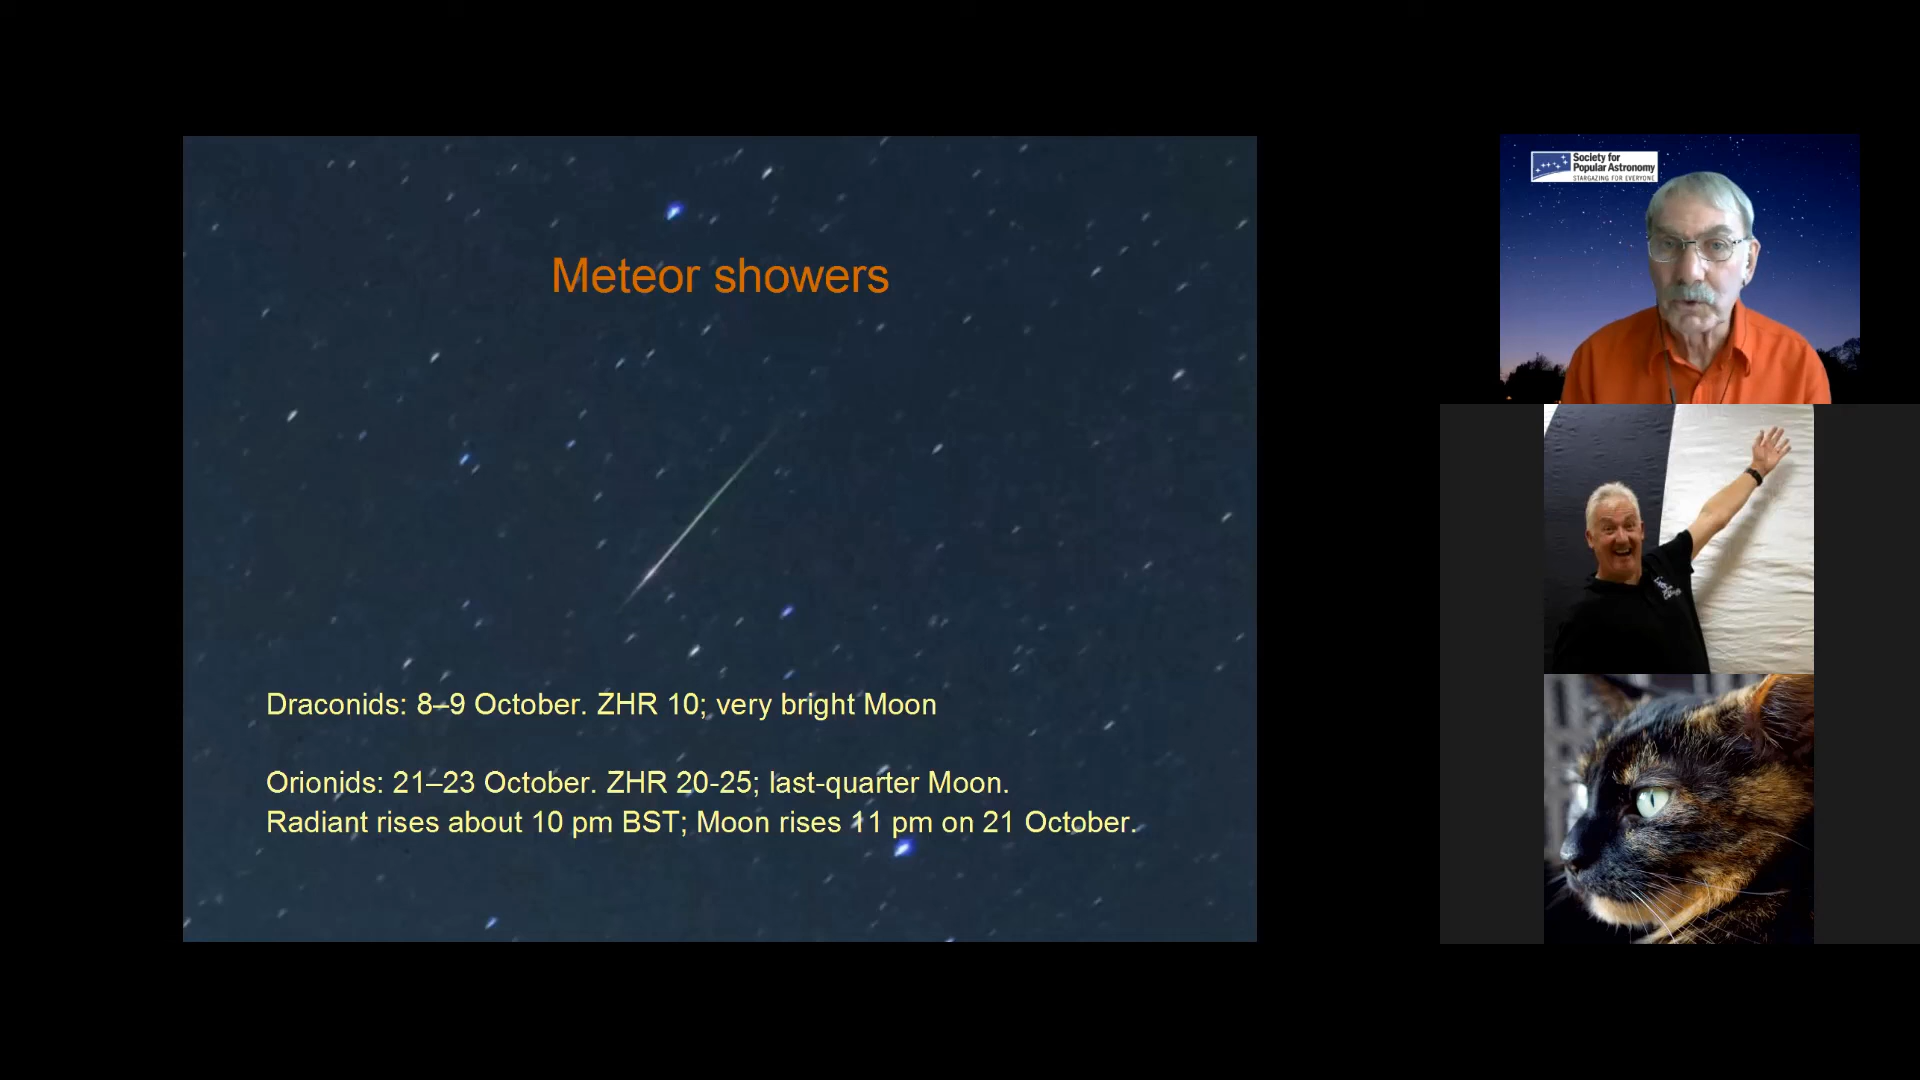 Meteor showers
Draconids: 8–9 October. ZHR 10; very bright Moon
Orionids: 21–23 October. ZHR 20-25; last-quarter Moon.
Radiant rises about 10 pm BST; Moon rises 11 pm on 21 October.
Society for
Popular Astronomy
STARGAZING FOR EVERYONE